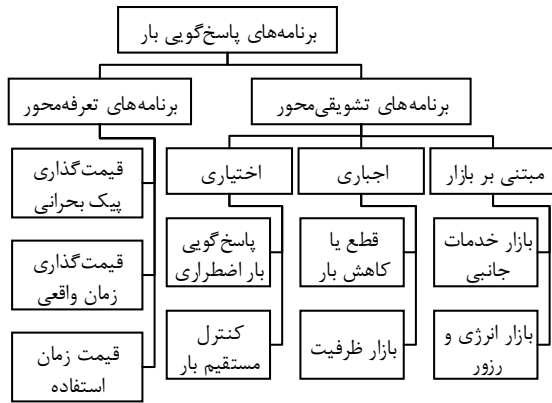 برنامه‌های پاسخ‌گویی بار
برنامه‌های تشویقی‌محور
برنامه‌های تعرفه‌محور
مبتنی بر بازار
اجباری
اختیاری
بازار خدمات
جانبی
بازار انرژی و
رزور
قطع یا
کاهش بار
بازار ظرفیت
پاسخ‌گویی
بار اضطراری
کنترل
مستقیم بار
قیمت‌گذاری
پیک بحرانی
قیمت‌گذاری
زمان واقعی
قیمت زمان
استفاده